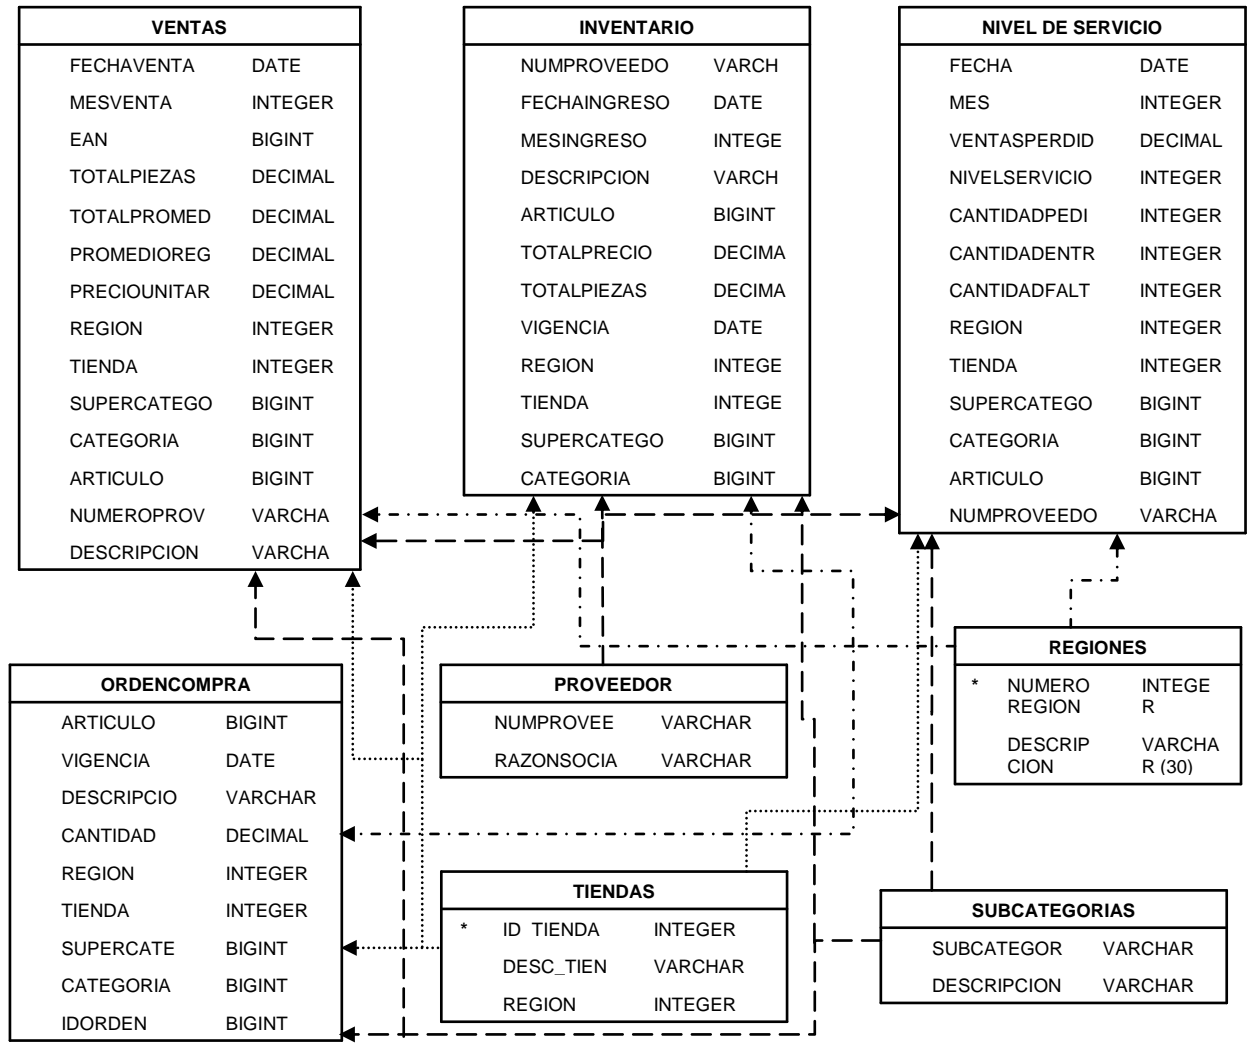 VENTAS
FECHAVENTA DATE
MESVENTA INTEGER
EAN BIGINT
TOTALPIEZAS DECIMAL
TOTALPROMED DECIMAL
PROMEDIOREG DECIMAL
PRECIOUNITAR DECIMAL
REGION INTEGER
TIENDA INTEGER
SUPERCATEGO BIGINT
CATEGORIA BIGINT
ARTICULO BIGINT
NUMEROPROV VARCHA
DESCRIPCION VARCHA
INVENTARIO
NUMPROVEEDO VARCH
FECHAINGRESO DATE
MESINGRESO INTEGE
DESCRIPCION VARCH
ARTICULO BIGINT
TOTALPRECIO DECIMA
TOTALPIEZAS DECIMA
VIGENCIA DATE
REGION INTEGE
TIENDA INTEGE
SUPERCATEGO BIGINT
CATEGORIA BIGINT
NIVEL DE SERVICIO
FECHA DATE
MES INTEGER
VENTASPERDID DECIMAL
NIVELSERVICIO INTEGER
CANTIDADPEDI INTEGER
CANTIDADENTR INTEGER
CANTIDADFALT INTEGER
REGION INTEGER
TIENDA INTEGER
SUPERCATEGO BIGINT
CATEGORIA BIGINT
ARTICULO BIGINT
NUMPROVEEDO VARCHA
ORDENCOMPRA
ARTICULO BIGINT
VIGENCIA DATE
DESCRIPCIO VARCHAR
CANTIDAD DECIMAL
REGION INTEGER
TIENDA INTEGER
SUPERCATE BIGINT
CATEGORIA BIGINT
IDORDEN BIGINT
PROVEEDOR
NUMPROVEE VARCHAR
RAZONSOCIA VARCHAR
REGIONES
* NUMERO INTEGE
REGION R
DESCRIP VARCHA
CION R (30)
TIENDAS
* ID TIENDA INTEGER
DESC_TIEN VARCHAR
REGION INTEGER
SUBCATEGORIAS
SUBCATEGOR VARCHAR
DESCRIPCION VARCHAR